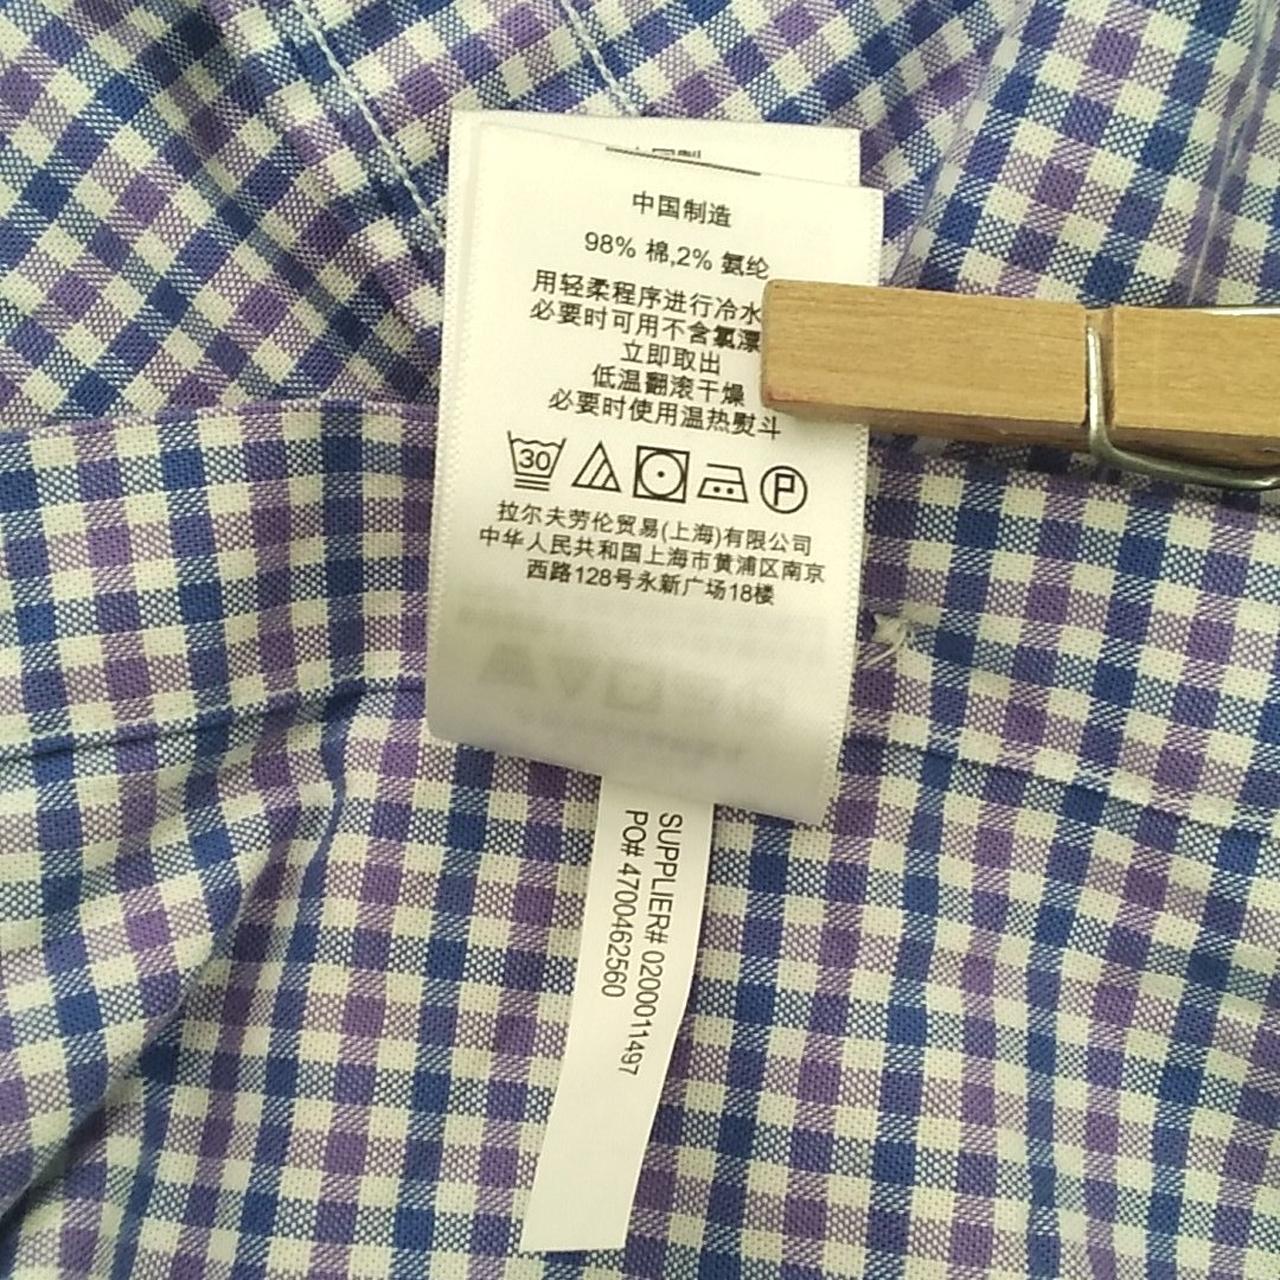 中国制造
98% 棉,2% 氨纶
用轻柔程序进行冷水
必要时可用不含氯漂
立即取出
低温翻滚干燥
必要时使用温热熨斗
30
P
拉尔夫劳伦贸易(上海)有限公司
中华人民共和国上海市黄浦区南京
西路128号永新广场18楼
SUPPLIER# 0200011497
PO# 4700462560